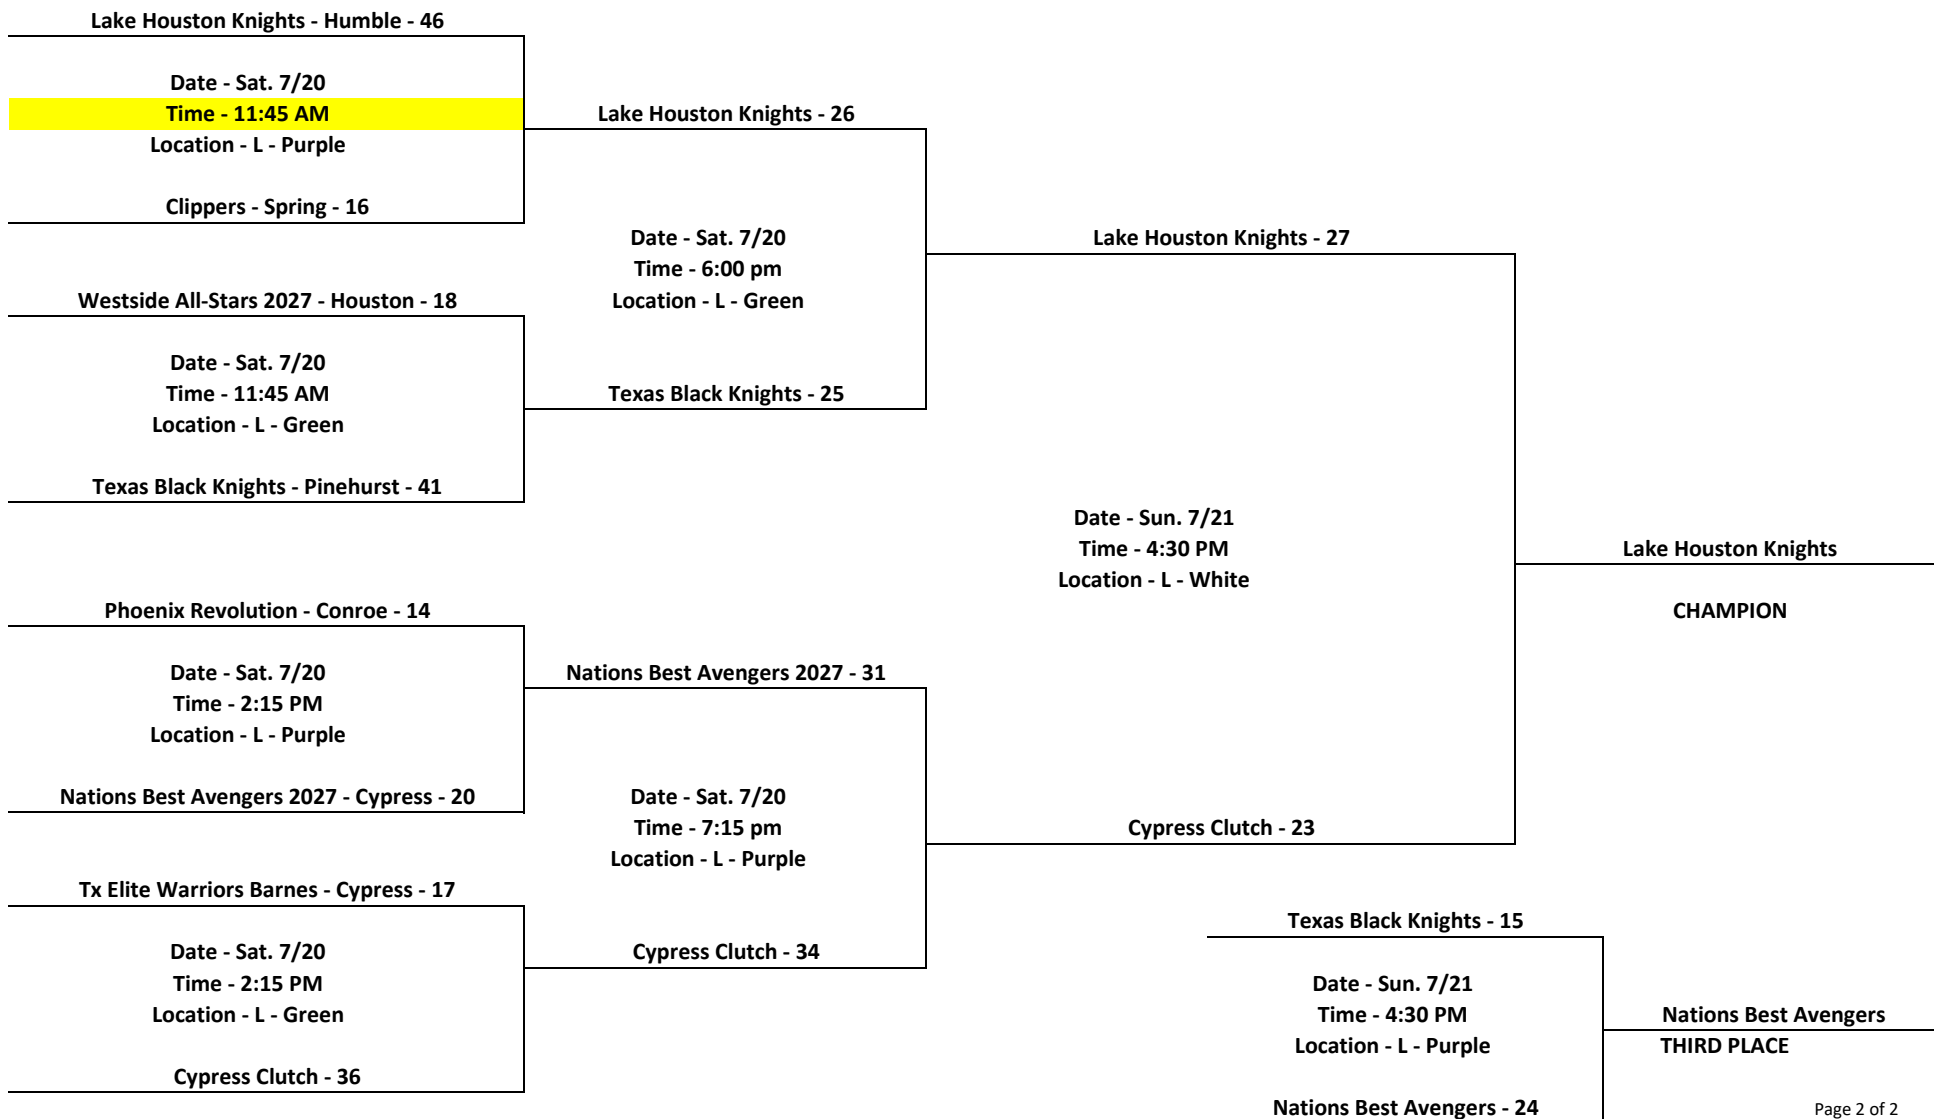 Lake Houston Knights - Humble - 46
Date - Sat. 7/20
Time - 11:45 AM
Location - L - Purple
Clippers - Spring - 16
Westside All-Stars 2027 - Houston - 18
Date - Sat. 7/20
Time - 11:45 AM
Location - L - Green
Texas Black Knights - Pinehurst - 41
Phoenix Revolution - Conroe - 14
Date - Sat. 7/20
Time - 2:15 PM
Location - L - Purple
Nations Best Avengers 2027 - Cypress - 20
Tx Elite Warriors Barnes - Cypress - 17
Date - Sat. 7/20
Time - 2:15 PM
Location - L - Green
Cypress Clutch - 36
Lake Houston Knights - 26
Date - Sat. 7/20
Time - 6:00 pm
Location - L - Green
Texas Black Knights - 25
Nations Best Avengers 2027 - 31
Date - Sat. 7/20
Time - 7:15 pm
Location - L - Purple
Cypress Clutch - 34
Lake Houston Knights - 27
Date - Sun. 7/21
Time - 4:30 PM
Location - L - White
Cypress Clutch - 23
Lake Houston Knights
CHAMPION
Texas Black Knights - 15
Date - Sun. 7/21
Time - 4:30 PM
Location - L - Purple
Nations Best Avengers - 24
Nations Best Avengers
THIRD PLACE
Page 2 of 2